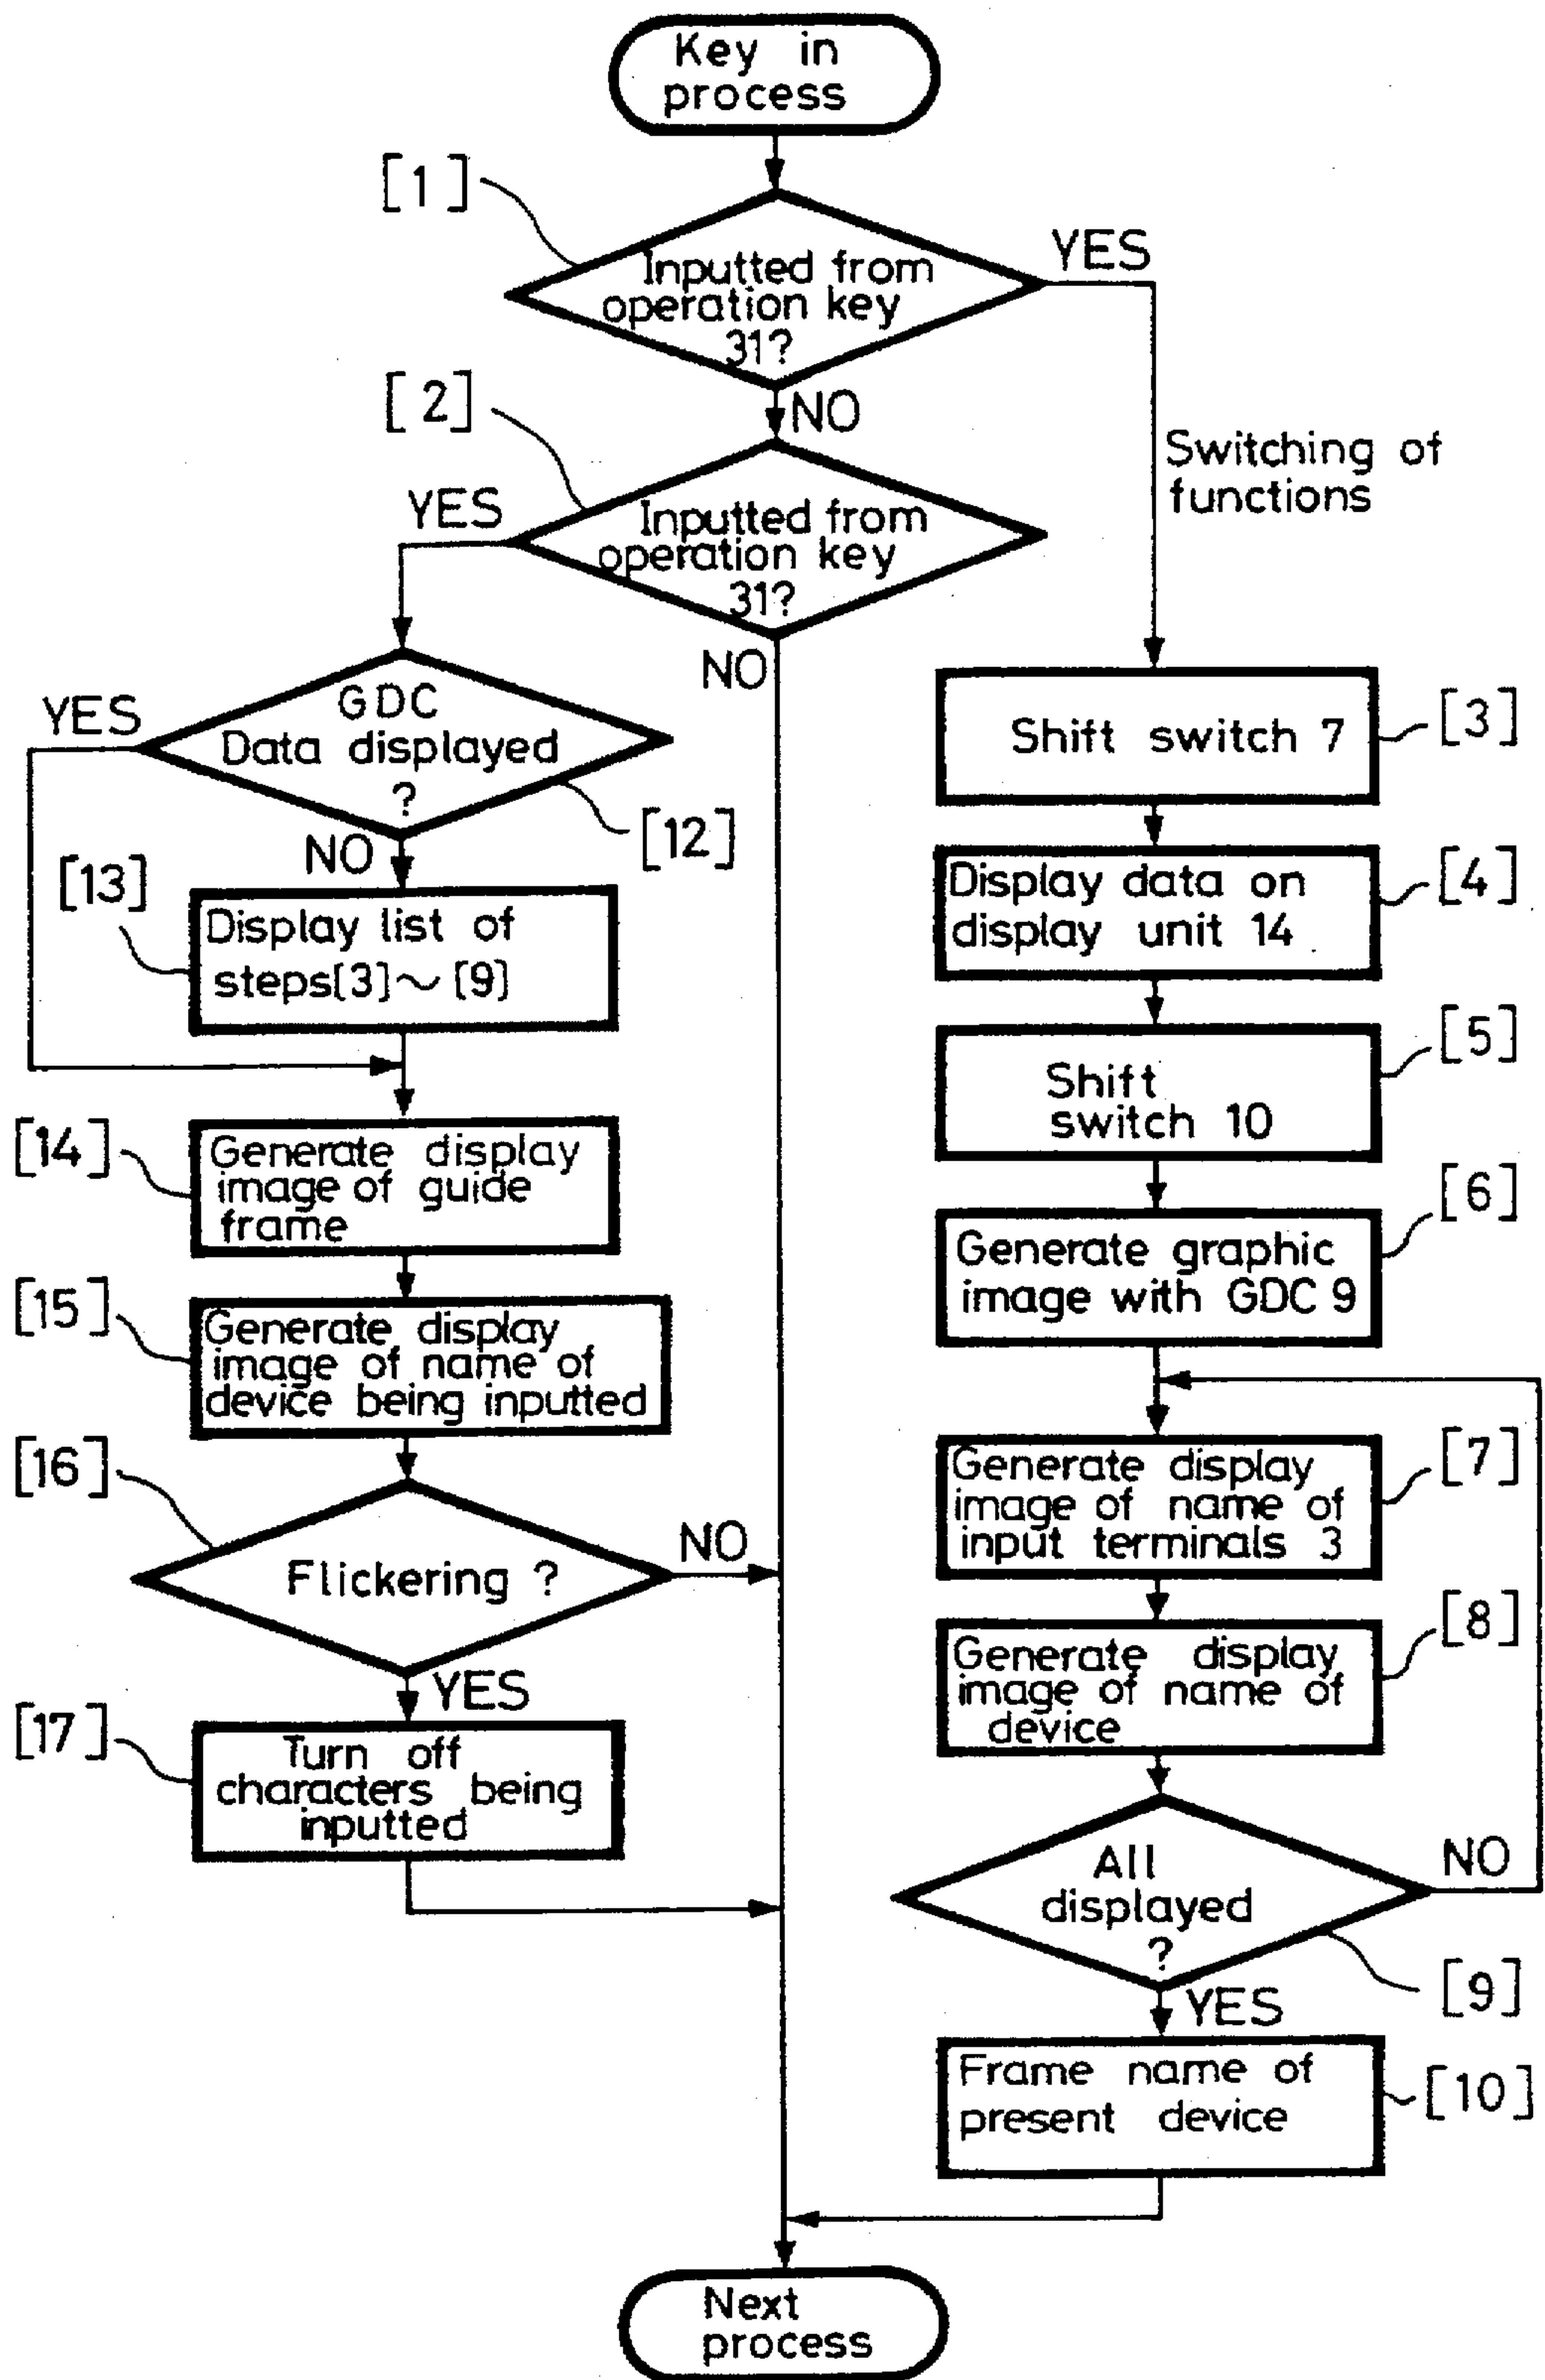 Key in
process
[1]
Inputted from
operation key
31?
YES
NO
Switching of
functions
[2]
Inputted from
operation key
31?
YES
NO
GDC
Data displayed
?
YES
[12]
NO
[13]
Display list of
steps[3]~[9]
[14]
Generate display
image of guide
frame
[15]
Generate display
image of name of
device being inputted
[16]
Flickering ?
NO
YES
[17]
Turn off
characters being
inputted
Shift switch 7
[3]
Display data on
display unit 14
[4]
Shift
switch 10
[5]
Generate graphic
image with GDC 9
[6]
Generate display
image of name of
input terminals 3
[7]
Generate display
image of name of
device
[8]
All
displayed
?
NO
[9]
YES
Frame name of
present device
[10]
Next
process